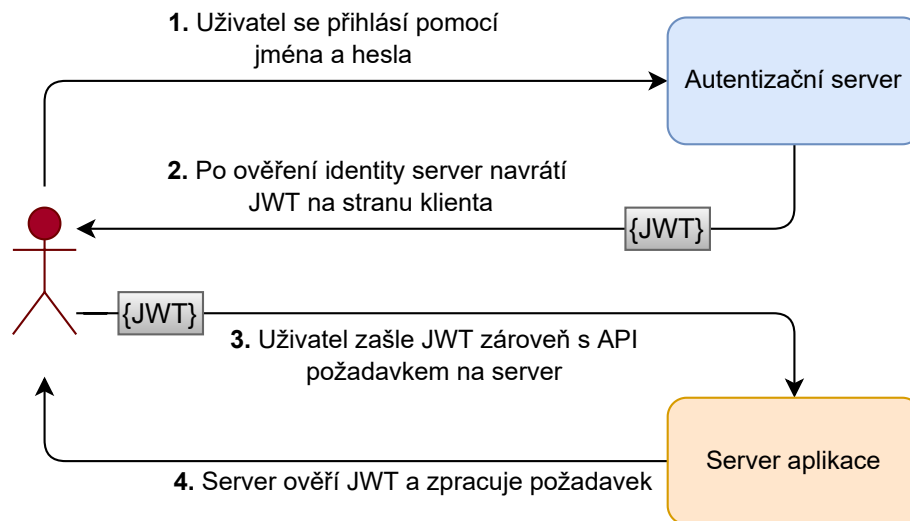 1. Uživatel se přihlásí pomocí
jména a hesla
Autentizační server
2. Po ověření identity server navrátí
JWT na stranu klienta
{JWT}
{JWT}
3. Uživatel zašle JWT zároveň s API
požadavkem na server
Server aplikace
4. Server ověří JWT a zpracuje požadavek